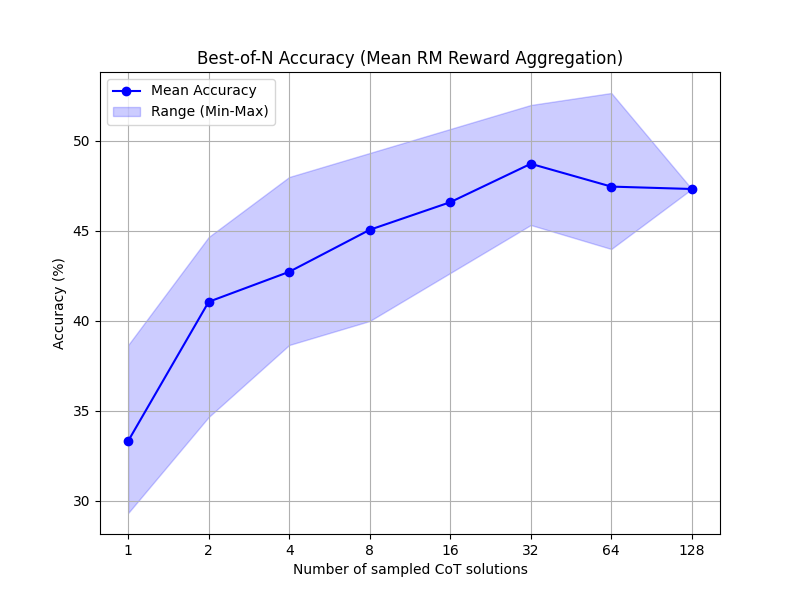 Best-of-N Accuracy (Mean RM Reward Aggregation)
Mean Accuracy
Range (Min-Max)
50
45
40
35
30
Accuracy (%)
1 2 4 8 16 32 64 128
Number of sampled CoT solutions